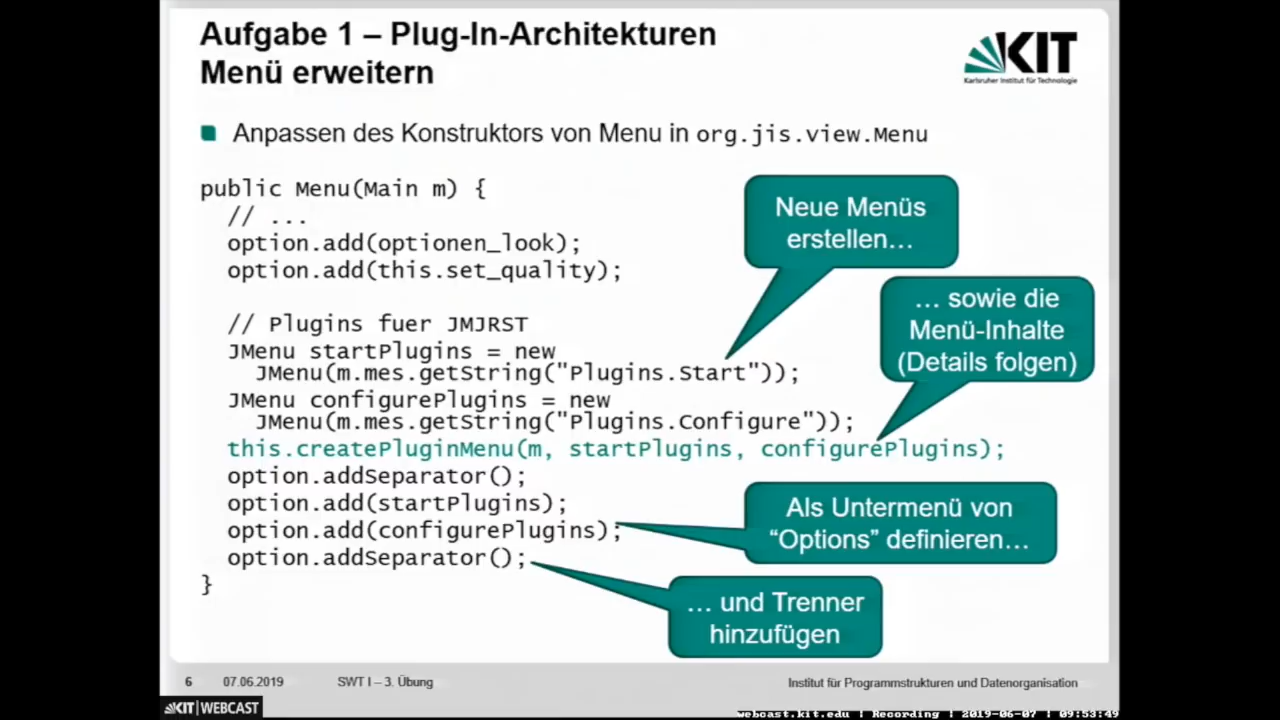 Aufgabe 1 – Plug-In-Architekturen
Menü erweitern
KIT
Karlsruher Institut für Technologie
Anpassen des Konstruktors von Menu in org.jis.view.Menu
public Menu(Main m) {
// ...
option.add(optionen_look);
option.add(this.set_quality);
// Plugins fuer JMJRST
JMenu startPlugins = new
JMenu(m.mes.getString("Plugins.Start"));
JMenu configurePlugins = new
JMenu(m.mes.getString("Plugins.Configure"));
this.createPluginMenu(m, startPlugins, configurePlugins);
option.addSeparator();
option.add(startPlugins);
option.add(configurePlugins);
option.addSeparator();
}
Neue Menüs
erstellen…
… sowie die
Menü-Inhalte
(Details folgen)
Als Untermenü von
“Options” definieren…
… und Trenner
hinzufügen
6 07.06.2019 SWT I – 3. Übung Institut für Programmstrukturen und Datenorganisation
KIT | WEBCAST
webcast.kit.edu | Recording | 2019-06-07 | 09:53:49